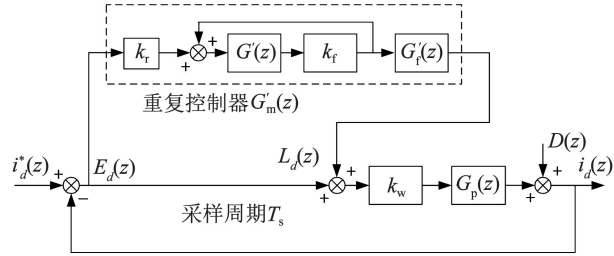 k_r
+
+
G'(z)
k_f
G'_f(z)
重复控制器G'_m(z)
i*_d(z)
+
−
E_d(z)
L_d(z)
+
+
+
k_w
G_p(z)
D(z)
+
+
i_d(z)
采样周期T_s